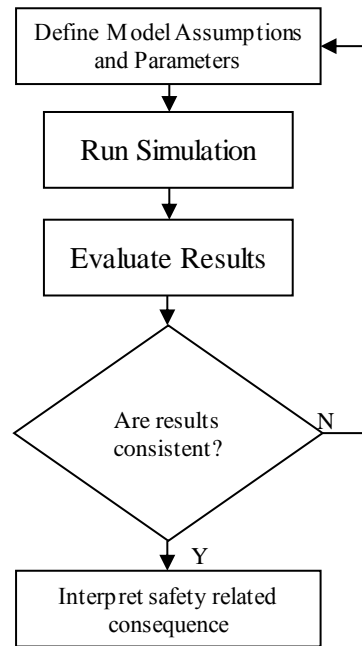 Define Model Assumptions
and Parameters
Run Simulation
Evaluate Results
Are results
consistent?
N
Y
Interpret safety related
consequence